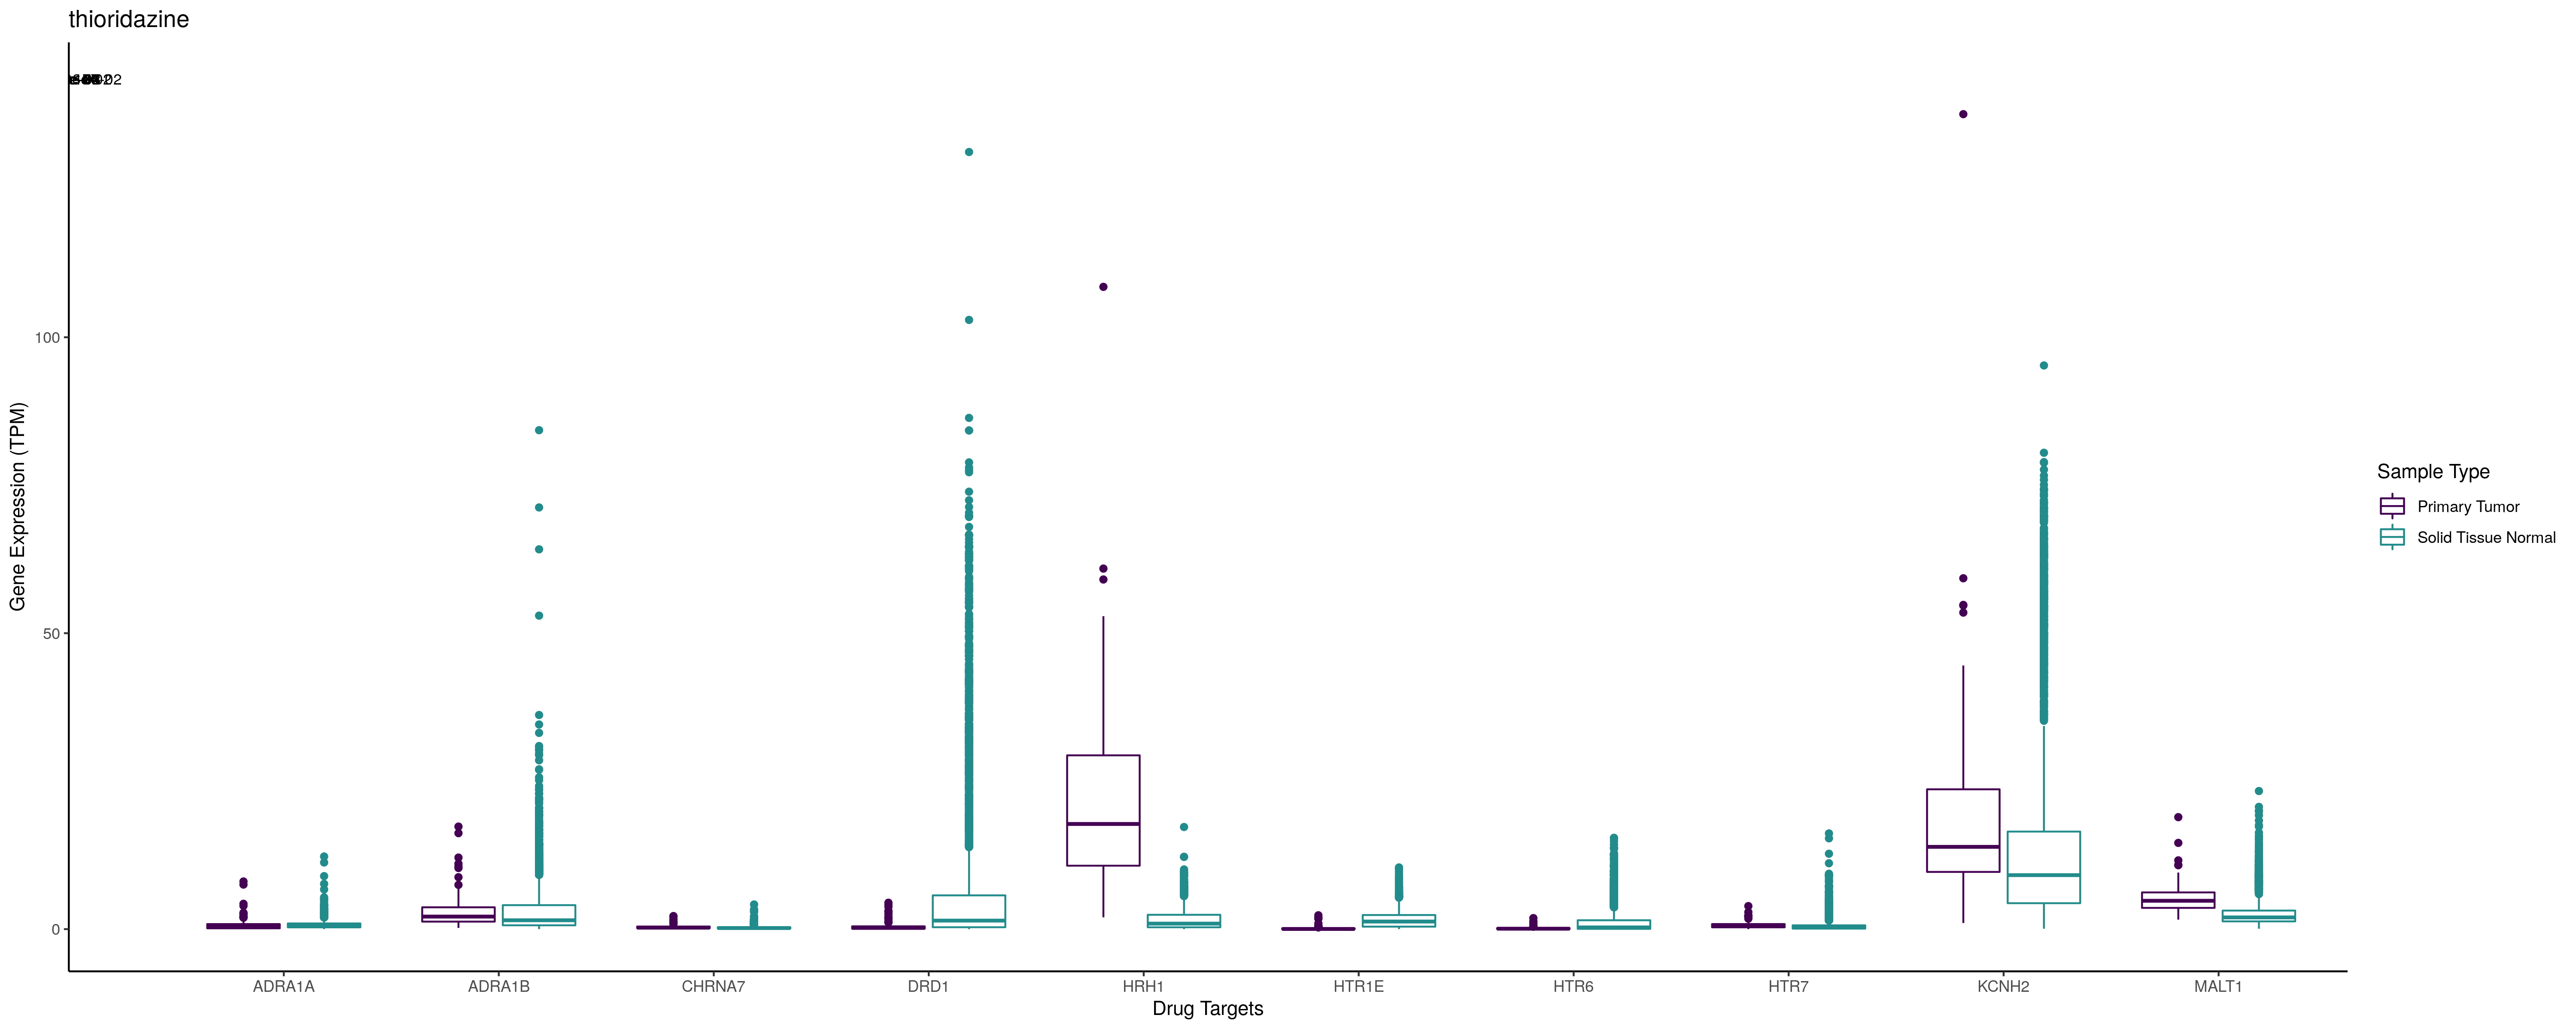 thioridazine
100
50
0
Gene Expression (TPM)
ADRA1A ADRA1B CHRNA7 DRD1 HRH1 HTR1E HTR6 HTR7 KCNH2 MALT1
Drug Targets
Sample Type
Primary Tumor
Solid Tissue Normal